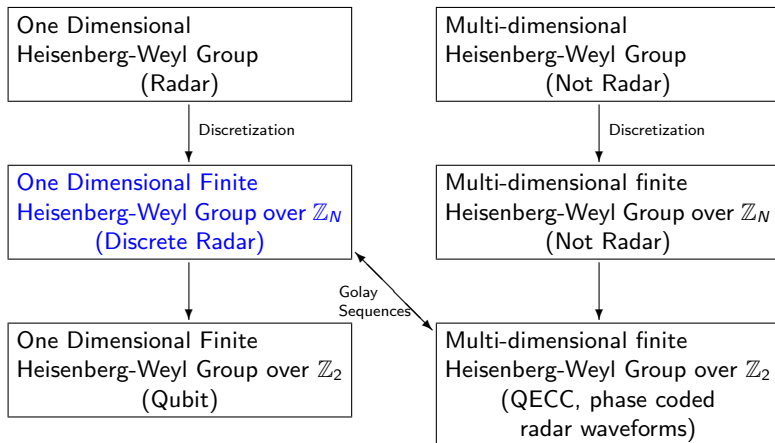 One Dimensional
Heisenberg-Weyl Group
(Radar)
Multi-dimensional
Heisenberg-Weyl Group
(Not Radar)
Discretization
Discretization
One Dimensional Finite
Heisenberg-Weyl Group over ℤ_N
(Discrete Radar)
Multi-dimensional finite
Heisenberg-Weyl Group over ℤ_N
(Not Radar)
Golay
Sequences
One Dimensional Finite
Heisenberg-Weyl Group over ℤ₂
(Qubit)
Multi-dimensional finite
Heisenberg-Weyl Group over ℤ₂
(QECC, phase coded
radar waveforms)